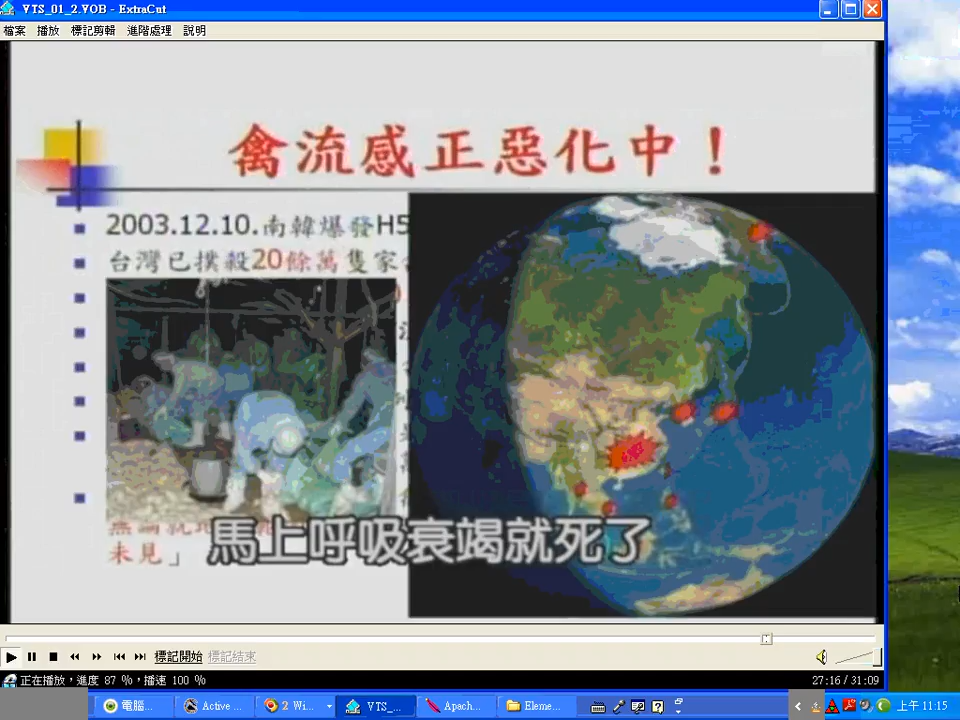 VTS_01_2.VOB - ExtraCut
檔案 播放 標記剪輯 進階處理 說明
禽流感正惡化中！
2003.12.10.南韓爆發H5
台灣已撲殺20餘萬隻家
未見」
馬上呼吸衰竭就死了
標記開始 標記結束
正在播放，進度 87 %，播速 100 %
27:16 / 31:09
電腦... Active ... 2 Wi... VTS_... Apach... Eleme... 上午 11:15